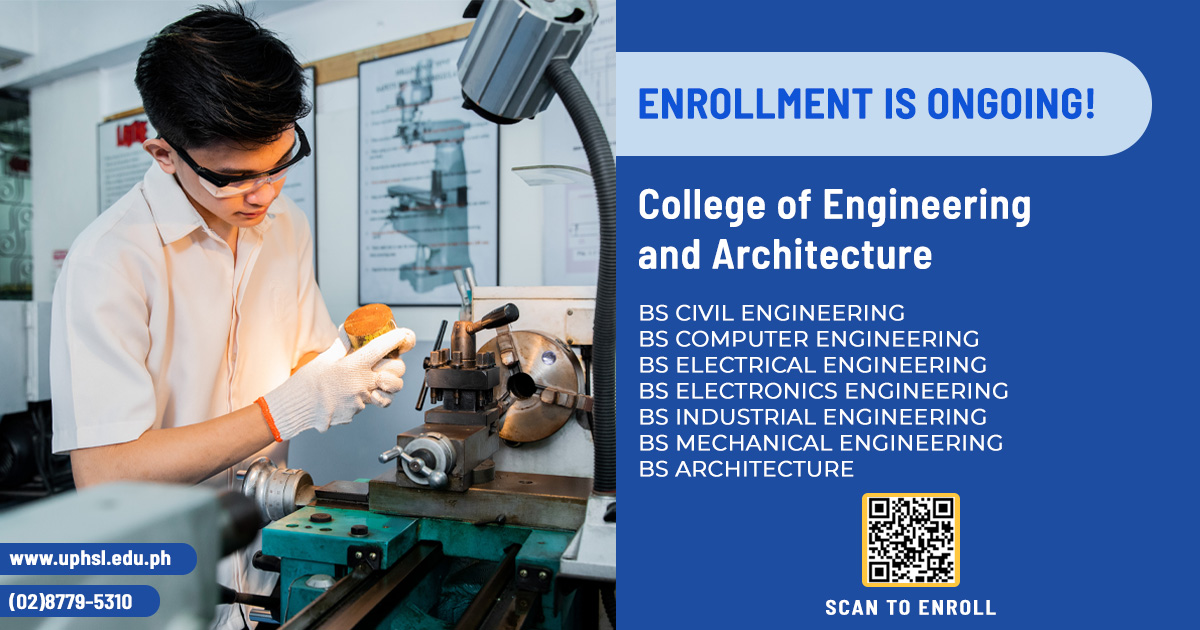 ENROLLMENT IS ONGOING!
College of Engineering
and Architecture
BS CIVIL ENGINEERING
BS COMPUTER ENGINEERING
BS ELECTRICAL ENGINEERING
BS ELECTRONICS ENGINEERING
BS INDUSTRIAL ENGINEERING
BS MECHANICAL ENGINEERING
BS ARCHITECTURE
SCAN TO ENROLL
www.uphsl.edu.ph
(02)8779-5310